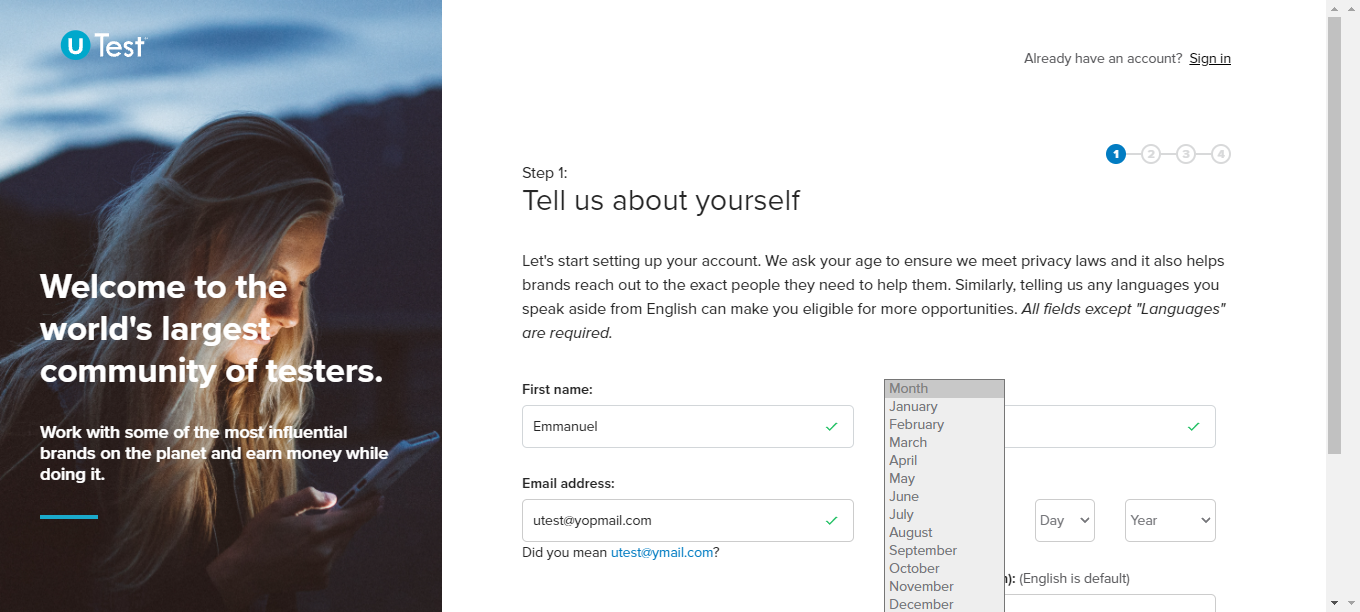 uTest
Already have an account? Sign in
1 2 3 4
Step 1:
Tell us about yourself
Let's start setting up your account. We ask your age to ensure we meet privacy laws and it also helps
brands reach out to the exact people they need to help them. Similarly, telling us any languages you
speak aside from English can make you eligible for more opportunities. All fields except "Languages"
are required.
Welcome to the
world's largest
community of testers.
Work with some of the most influential
brands on the planet and earn money while
doing it.
First name:
Emmanuel
Email address:
utest@yopmail.com
Did you mean utest@ymail.com?
Month
January
February
March
April
May
June
July
August
September
October
November
December
Day
Year
): (English is default)